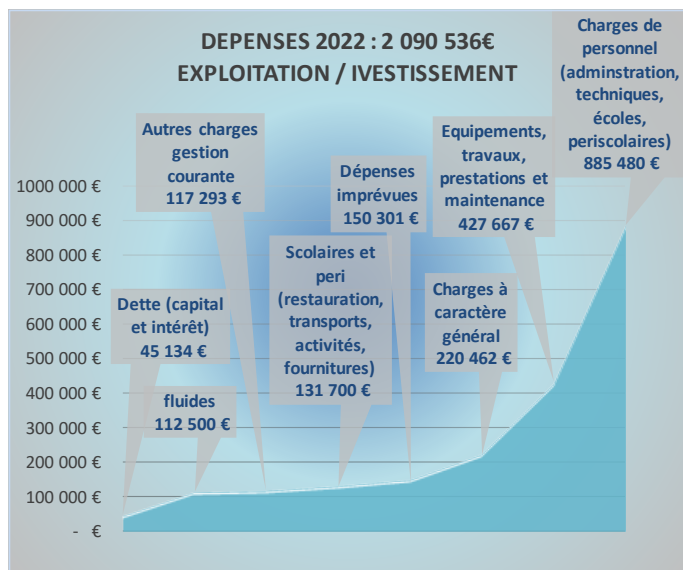 DEPENSES 2022 : 2 090 536€
EXPLOITATION / IVESTISSEMENT
Charges de
personnel
(adminstration,
techniques,
écoles,
periscolaires)
885 480 €
Autres charges
gestion
courante
117 293 €
Equipements,
travaux,
prestations et
maintenance
427 667 €
Dépenses
imprévues
150 301 €
Scolaires et
peri
(restauration,
transports,
activités,
fournitures)
131 700 €
Charges à
caractère
général
220 462 €
Dette (capital
et intérêt)
45 134 €
fluides
112 500 €
1000 000 €
900 000 €
800 000 €
700 000 €
600 000 €
500 000 €
400 000 €
300 000 €
200 000 €
100 000 €
- €